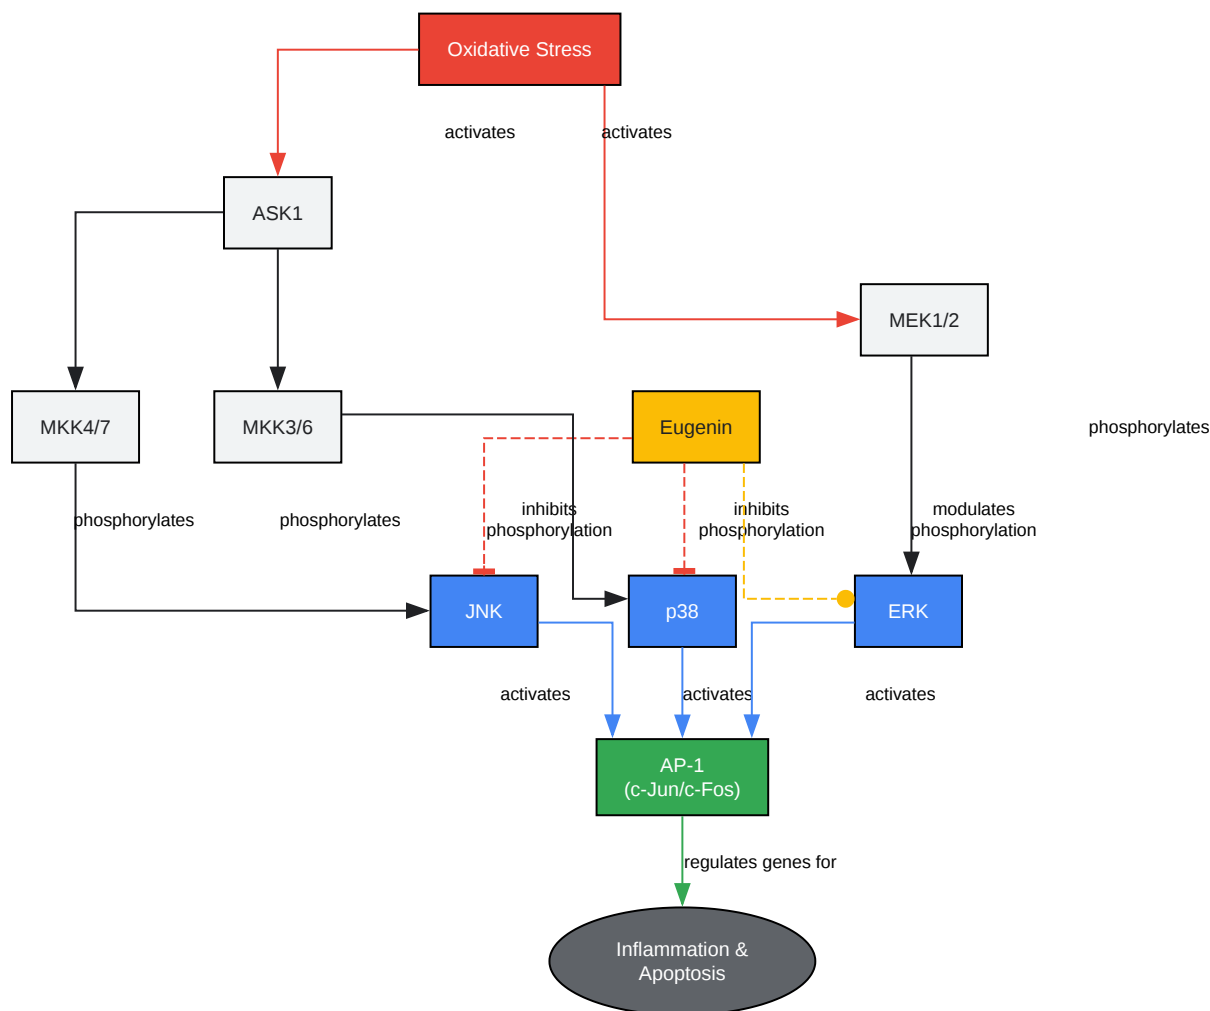 Oxidative Stress
activates
activates
ASK1
MEK1/2
MKK4/7
MKK3/6
Eugenin
phosphorylates
phosphorylates
phosphorylates
inhibits
phosphorylation
inhibits
phosphorylation
modulates
phosphorylation
JNK
p38
ERK
activates
activates
activates
AP-1
(c-Jun/c-Fos)
regulates genes for
Inflammation &
Apoptosis